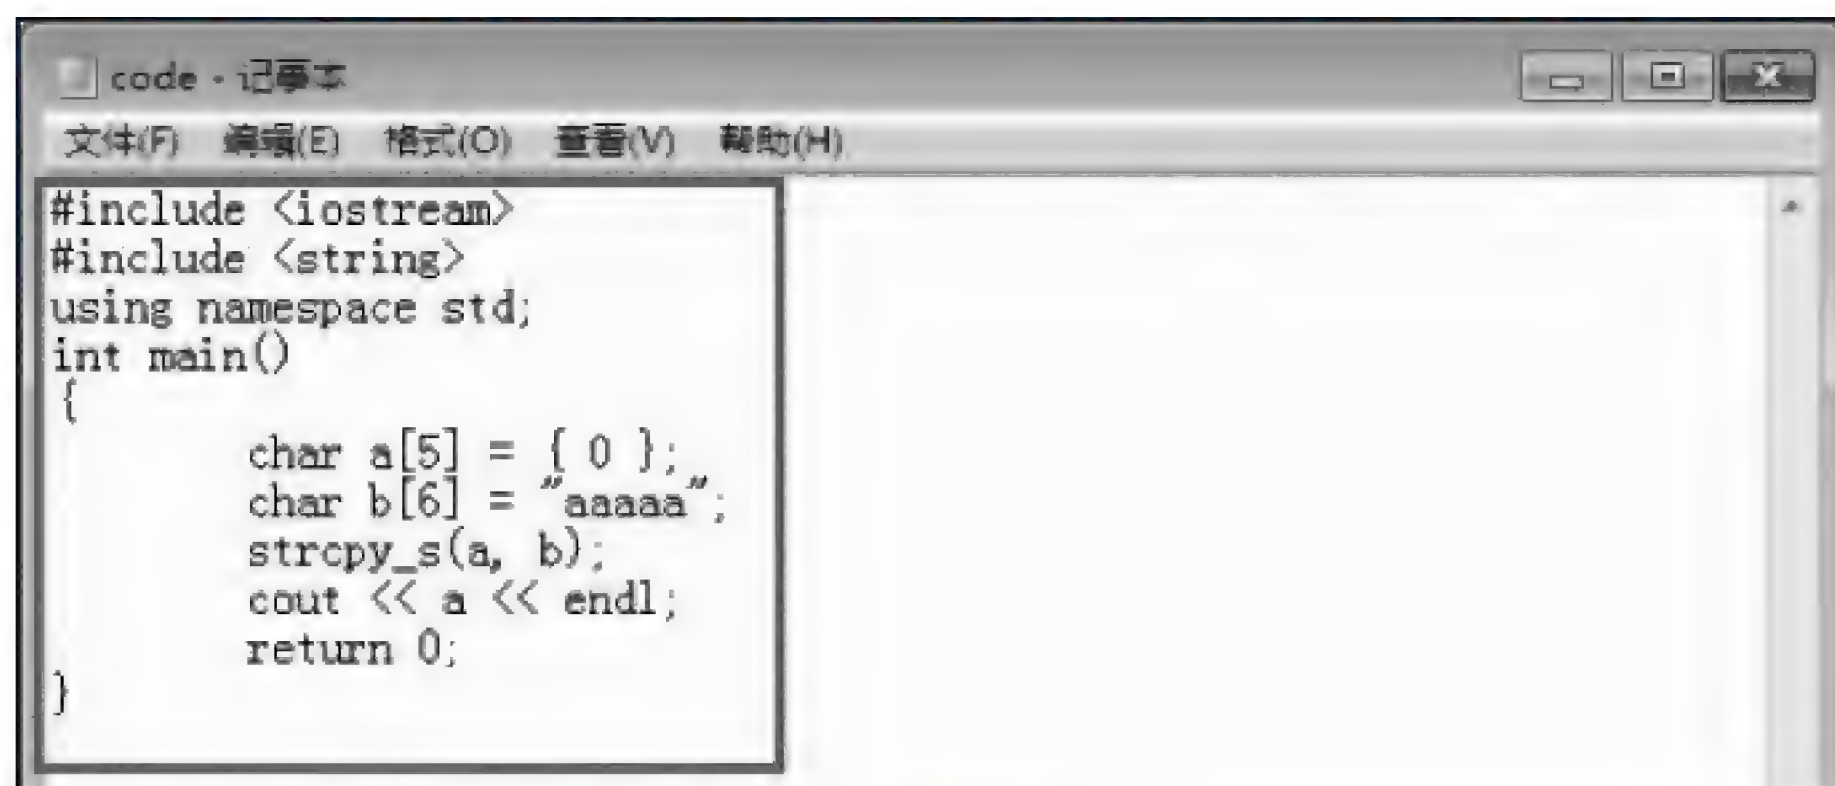 code - 记事本
文件(F) 编辑(E) 格式(O) 查看(V) 帮助(H)
#include <iostream>
#include <string>
using namespace std;
int main()
{
        char a[5] = { 0 };
        char b[6] = "aaaaa";
        strcpy_s(a, b);
        cout << a << endl;
        return 0;
}